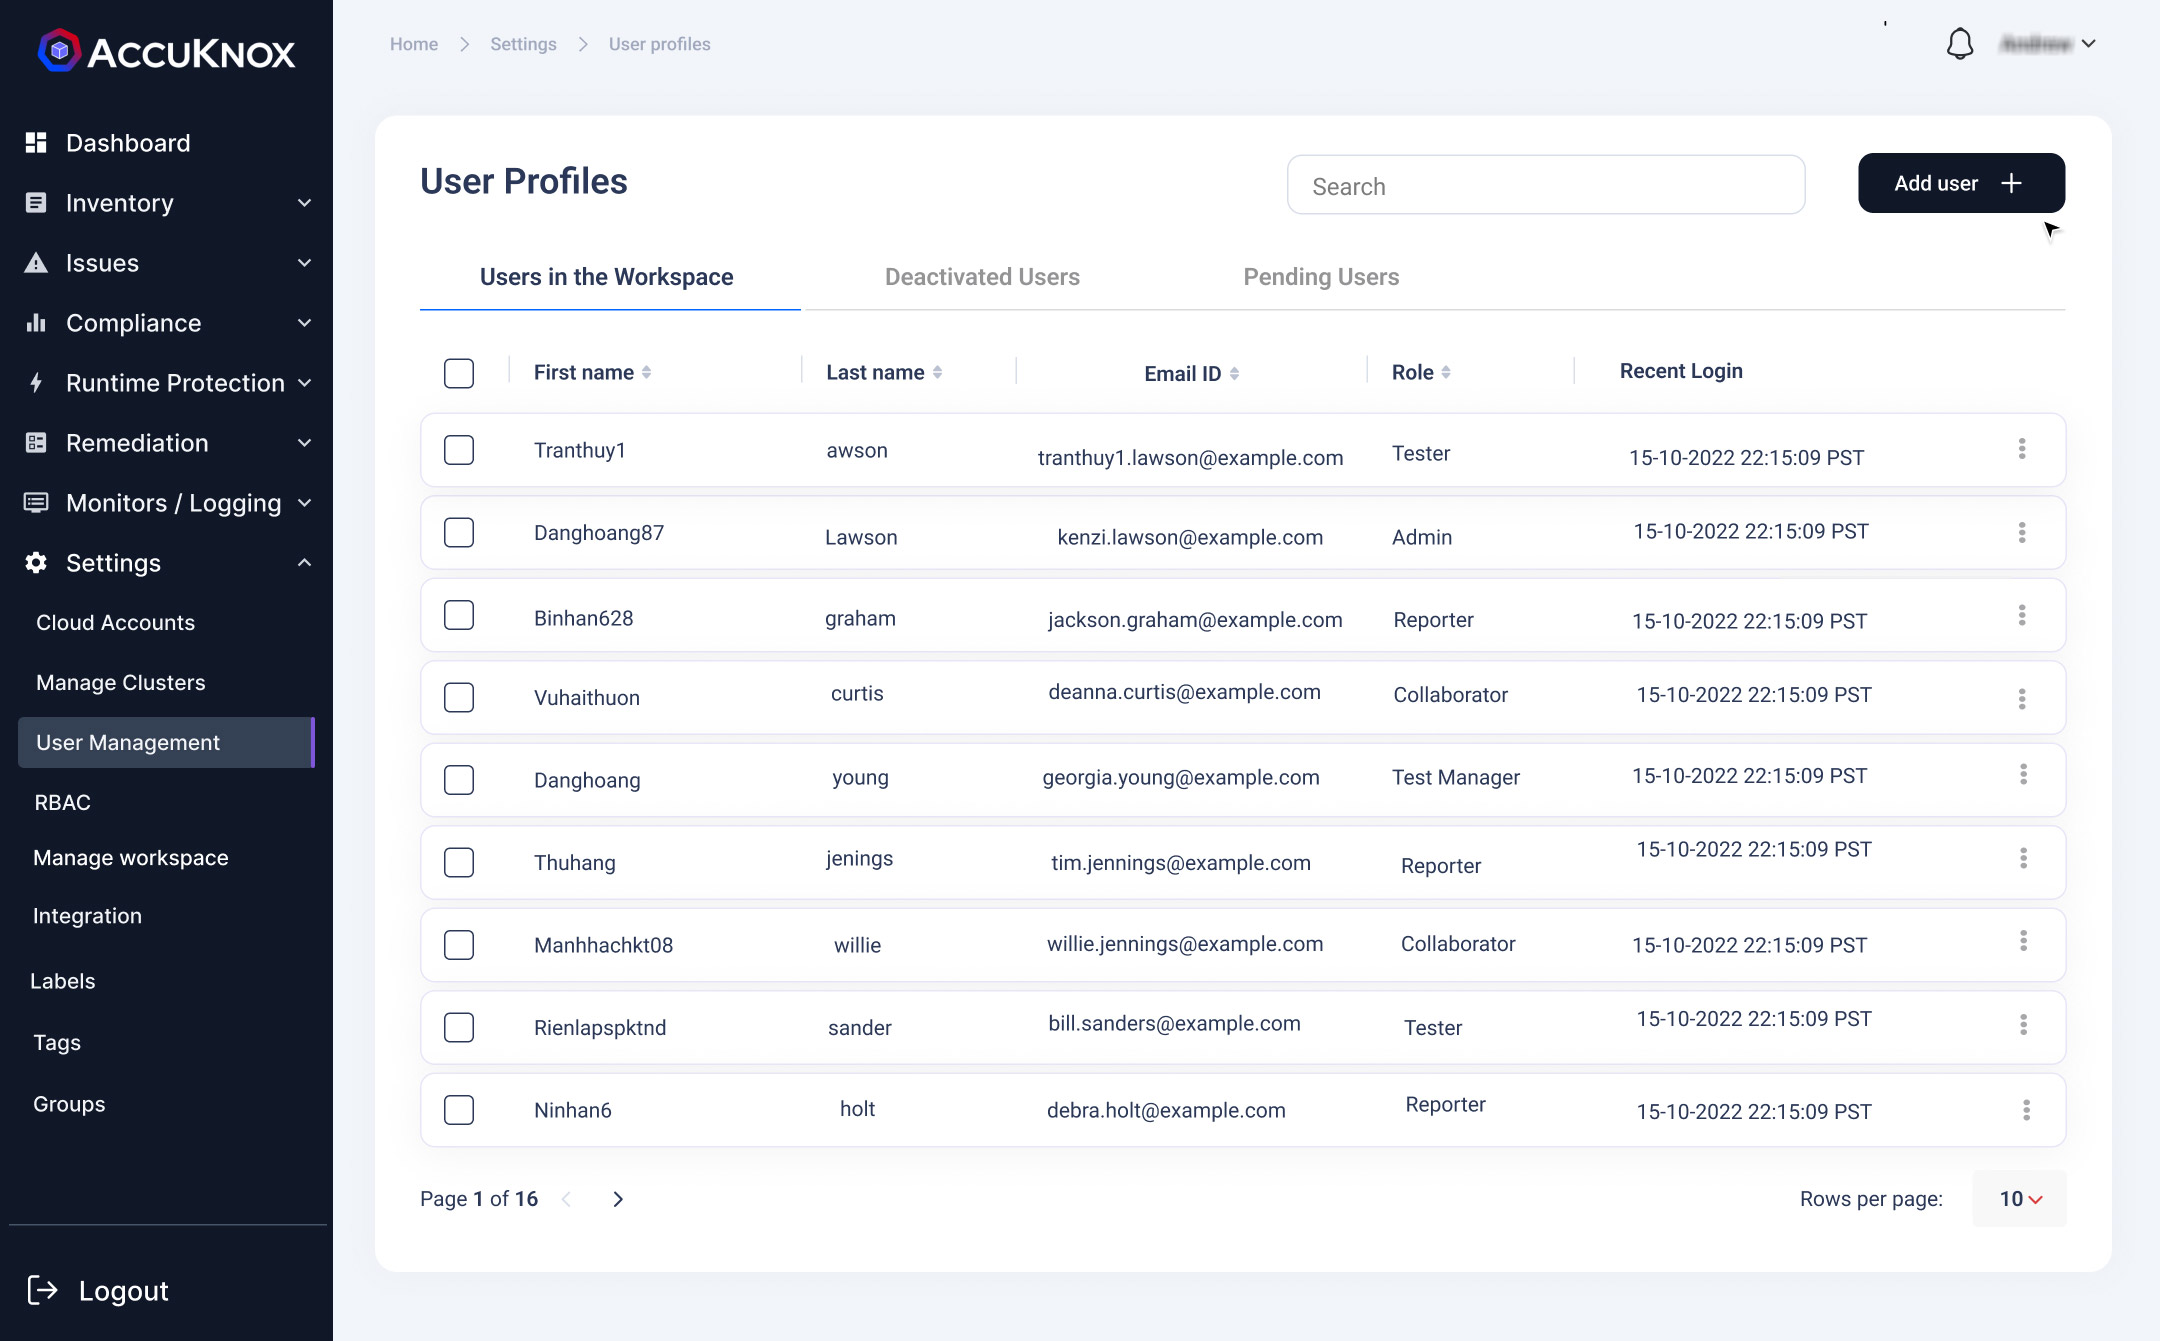 ACCUKNOX
Dashboard
Inventory
Issues
Compliance
Runtime Protection
Remediation
Monitors / Logging
Settings
Cloud Accounts
Manage Clusters
User Management
RBAC
Manage workspace
Integration
Labels
Tags
Groups
Logout
Home > Settings > User profiles
User Profiles
Search
Add user +
Users in the Workspace Deactivated Users Pending Users
First name Last name Email ID Role Recent Login
Tranthuy1 awson tranthuy1.lawson@example.com Tester 15-10-2022 22:15:09 PST
Danghoang87 Lawson kenzi.lawson@example.com Admin 15-10-2022 22:15:09 PST
Binhan628 graham jackson.graham@example.com Reporter 15-10-2022 22:15:09 PST
Vuhaithuon curtis deanna.curtis@example.com Collaborator 15-10-2022 22:15:09 PST
Danghoang young georgia.young@example.com Test Manager 15-10-2022 22:15:09 PST
Thuhang jenings tim.jennings@example.com Reporter 15-10-2022 22:15:09 PST
Manhhachkt08 willie willie.jennings@example.com Collaborator 15-10-2022 22:15:09 PST
Rienlapspktnd sander bill.sanders@example.com Tester 15-10-2022 22:15:09 PST
Ninhan6 holt debra.holt@example.com Reporter 15-10-2022 22:15:09 PST
Page 1 of 16 < >
Rows per page: 10